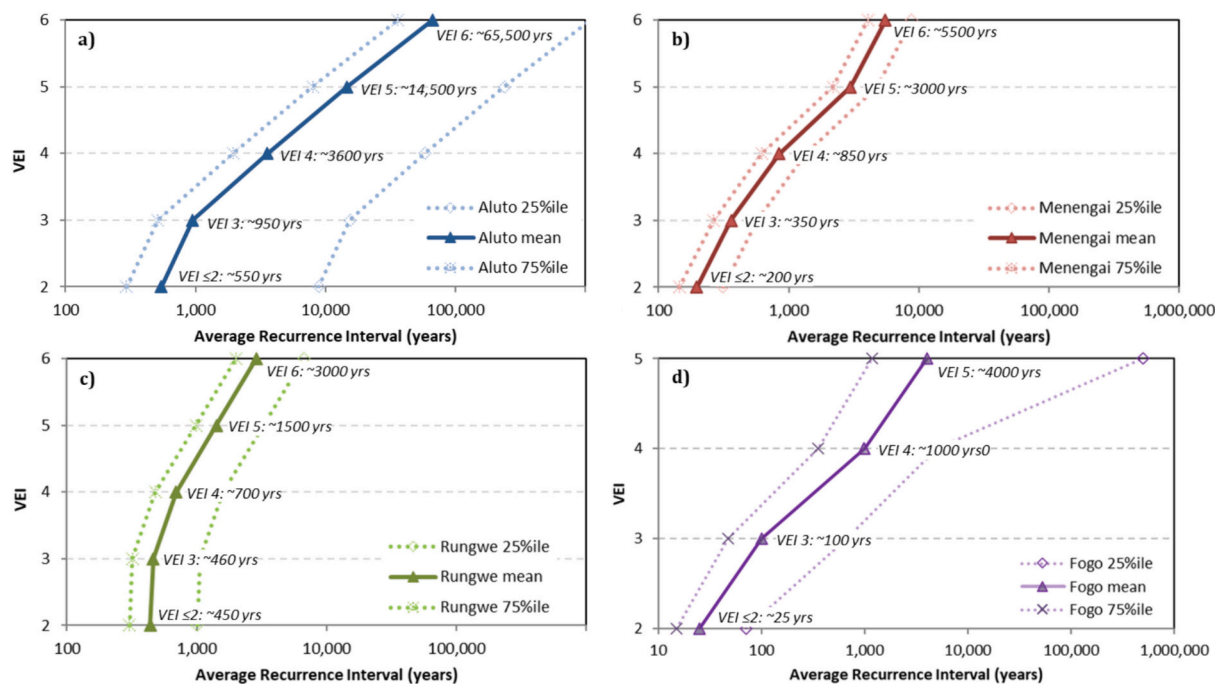 a)
6
5
4
3
2
VEI
VEI 6: ~65,500 yrs
VEI 5: ~14,500 yrs
VEI 4: ~3600 yrs
VEI 3: ~950 yrs
VEI ≤2: ~550 yrs
Aluto 25%ile
Aluto mean
Aluto 75%ile
100 1,000 10,000 100,000
Average Recurrence Interval (years)
b)
6
5
4
3
2
VEI 6: ~5500 yrs
VEI 5: ~3000 yrs
VEI 4: ~850 yrs
VEI 3: ~350 yrs
VEI ≤2: ~200 yrs
Menengai 25%ile
Menengai mean
Menengai 75%ile
100 1,000 10,000 100,000 1,000,000
Average Recurrence Interval (years)
c)
6
5
4
3
2
VEI 6: ~3000 yrs
VEI 5: ~1500 yrs
VEI 4: ~700 yrs
VEI 3: ~460 yrs
VEI ≤2: ~450 yrs
Rungwe 25%ile
Rungwe mean
Rungwe 75%ile
100 1,000 10,000 100,000
Average Recurrence Interval (years)
d)
5
4
3
2
VEI
VEI 5: ~4000 yrs
VEI 4: ~1000 yrs0
VEI 3: ~100 yrs
VEI ≤2: ~25 yrs
Fogo 25%ile
Fogo mean
Fogo 75%ile
10 100 1,000 10,000 100,000 1,000,000
Average Recurrence Interval (years)